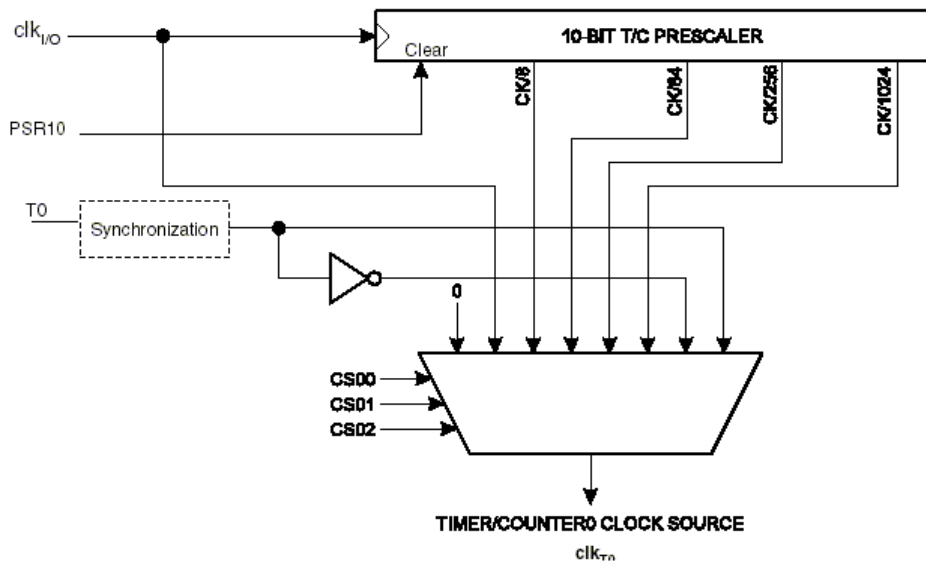 clkI/O
10-BIT T/C PRESCALER
Clear
CK/8
CK/64
CK/256
CK/1024
PSR10
T0
Synchronization
0
CS00
CS01
CS02
TIMER/COUNTER0 CLOCK SOURCE
clkT0